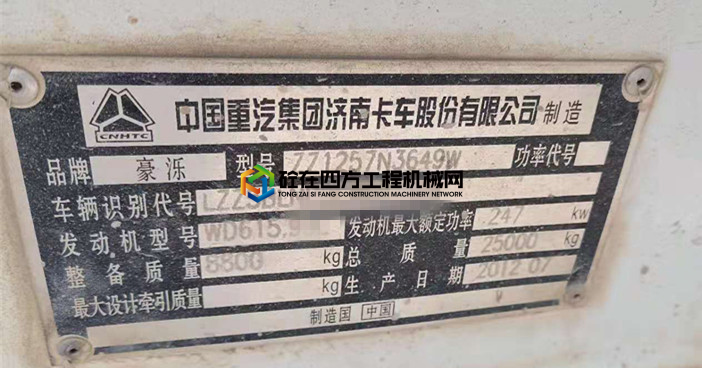 CNHTC 中国重汽集团济南卡车股份有限公司 制造
品牌 豪泺 型号 ZZ1257N3649W 功率代号
砼在四方工程机械网
TONG ZAI SI FANG CONSTRUCTION MACHINERY NETWORK
车辆识别代号 LZZ5BL
发动机型号 WD615.9 发动机最大额定功率 247 kw
整备质量 8800 kg 总质量 25000 kg
最大设计牵引质量 kg 生产日期 2012 07
制造国 中国